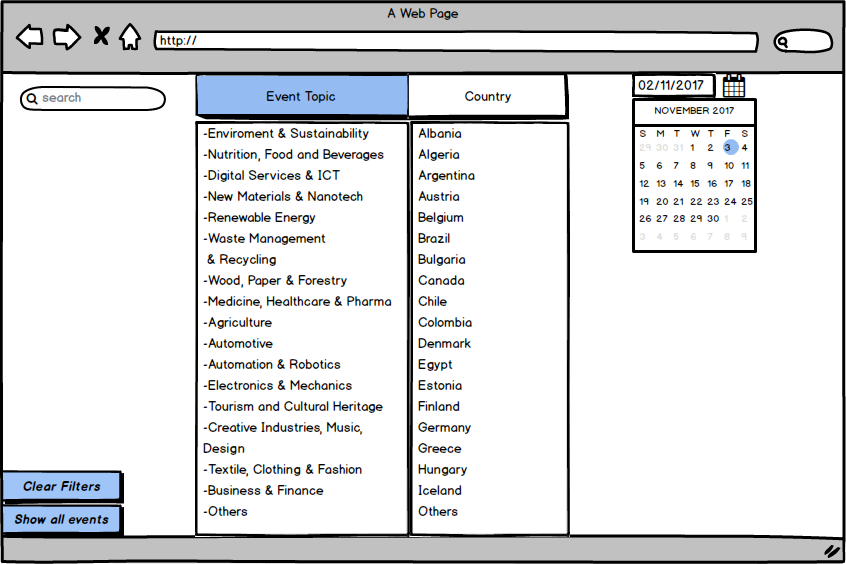 A Web Page
http://
search
Event Topic
Country
02/11/2017
-Enviroment & Sustainability
-Nutrition, Food and Beverages
-Digital Services & ICT
-New Materials & Nanotech
-Renewable Energy
-Waste Management
& Recycling
-Wood, Paper & Forestry
-Medicine, Healthcare & Pharma
-Agriculture
-Automotive
-Automation & Robotics
-Electronics & Mechanics
-Tourism and Cultural Heritage
-Creative Industries, Music,
Design
-Textile, Clothing & Fashion
-Business & Finance
-Others
Albania
Algeria
Argentina
Austria
Belgium
Brazil
Bulgaria
Canada
Chile
Colombia
Denmark
Egypt
Estonia
Finland
Germany
Greece
Hungary
Iceland
Others
NOVEMBER 2017
S M T W T F S
29 30 31 1 2 3 4
5 6 7 8 9 10 11
12 13 14 15 16 17 18
19 20 21 22 23 24 25
26 27 28 29 30 1 2
3 4 5 6 7 8 9
Clear Filters
Show all events